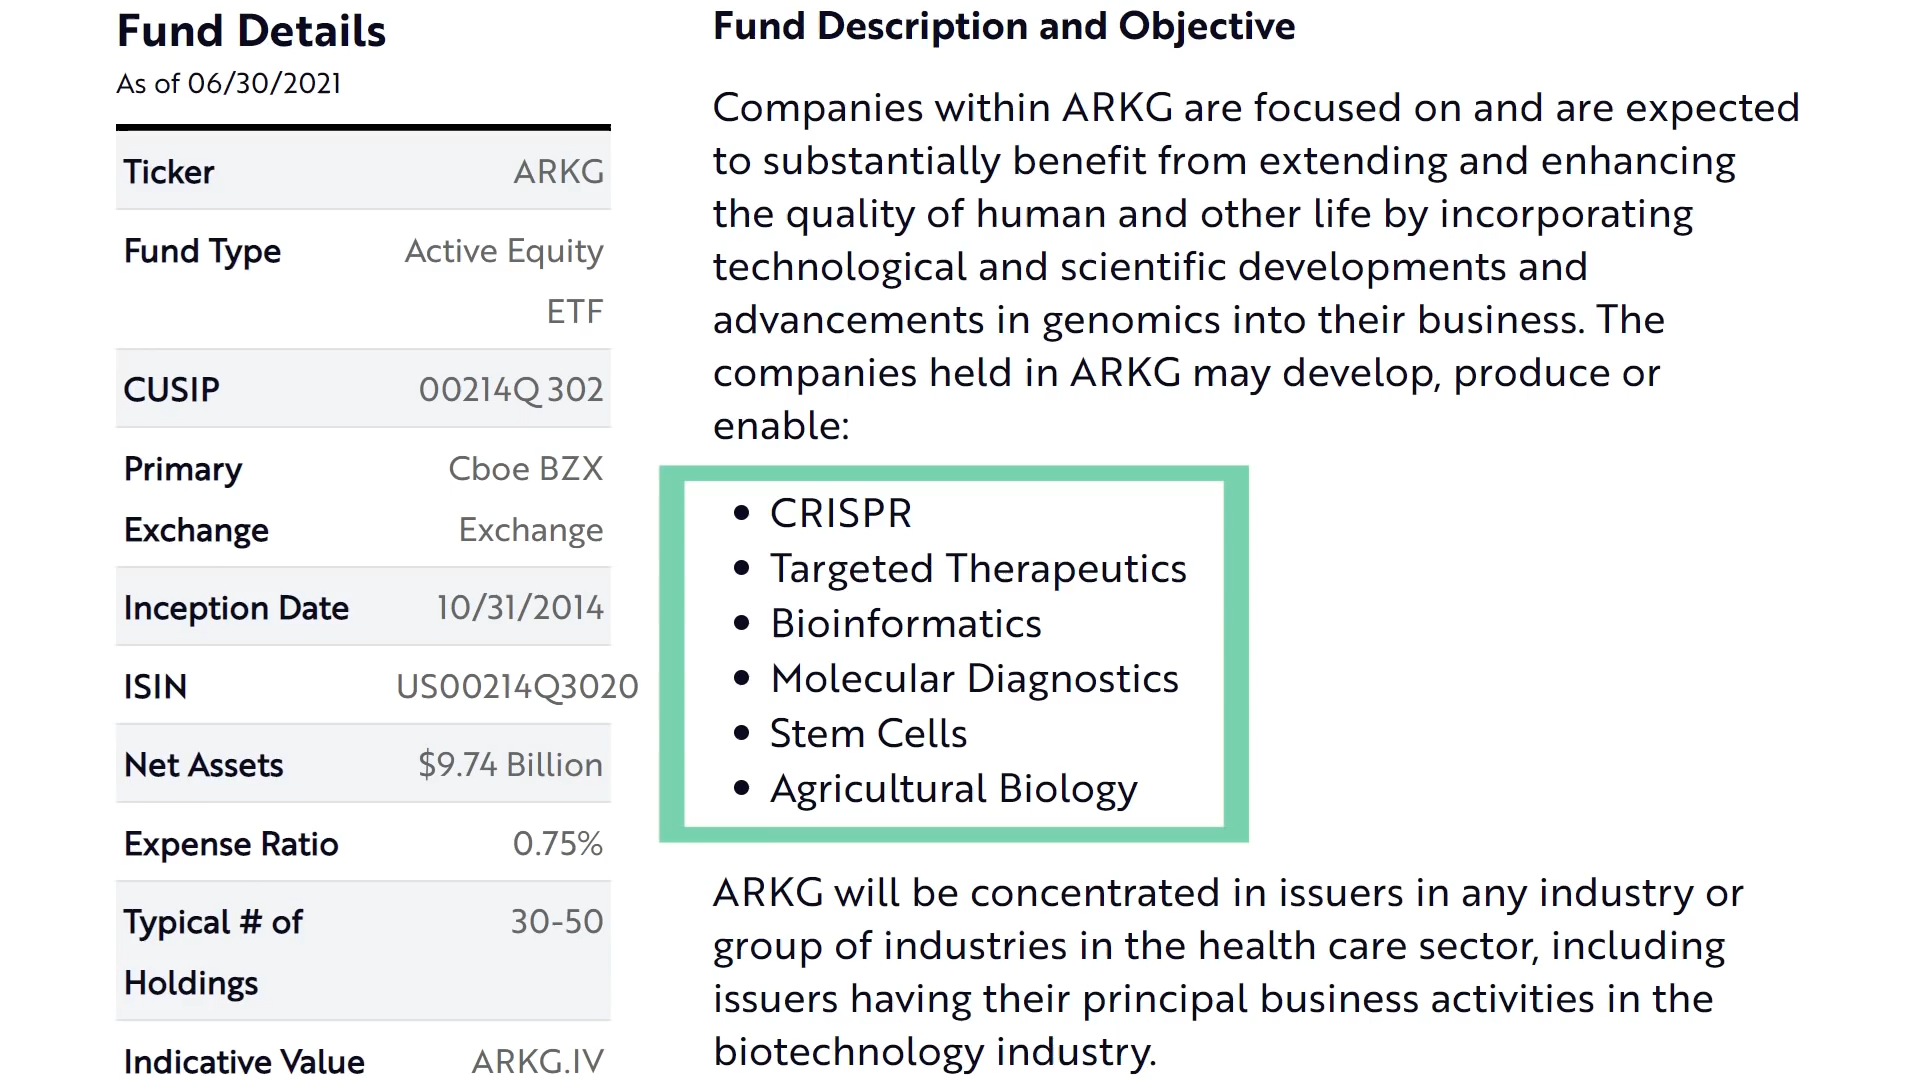 Fund Details
As of 06/30/2021
Ticker ARKG
Fund Type Active Equity
ETF
CUSIP 00214Q 302
Primary Cboe BZX
Exchange Exchange
Inception Date 10/31/2014
ISIN US00214Q3020
Net Assets $9.74 Billion
Expense Ratio 0.75%
Typical # of 30-50
Holdings
Indicative Value ARKG.IV
Fund Description and Objective
Companies within ARKG are focused on and are expected
to substantially benefit from extending and enhancing
the quality of human and other life by incorporating
technological and scientific developments and
advancements in genomics into their business. The
companies held in ARKG may develop, produce or
enable:
• CRISPR
• Targeted Therapeutics
• Bioinformatics
• Molecular Diagnostics
• Stem Cells
• Agricultural Biology
ARKG will be concentrated in issuers in any industry or
group of industries in the health care sector, including
issuers having their principal business activities in the
biotechnology industry.